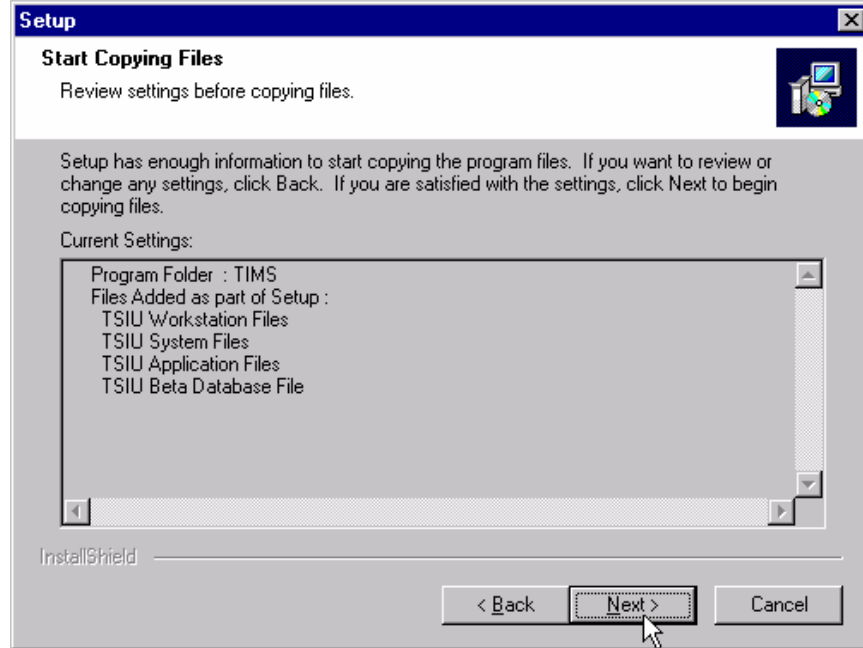 Setup
Start Copying Files
Review settings before copying files.
Setup has enough information to start copying the program files. If you want to review or
change any settings, click Back. If you are satisfied with the settings, click Next to begin
copying files.
Current Settings:
Program Folder : TIMS
Files Added as part of Setup :
TSIU Workstation Files
TSIU System Files
TSIU Application Files
TSIU Beta Database File
InstallShield
< Back Next > Cancel